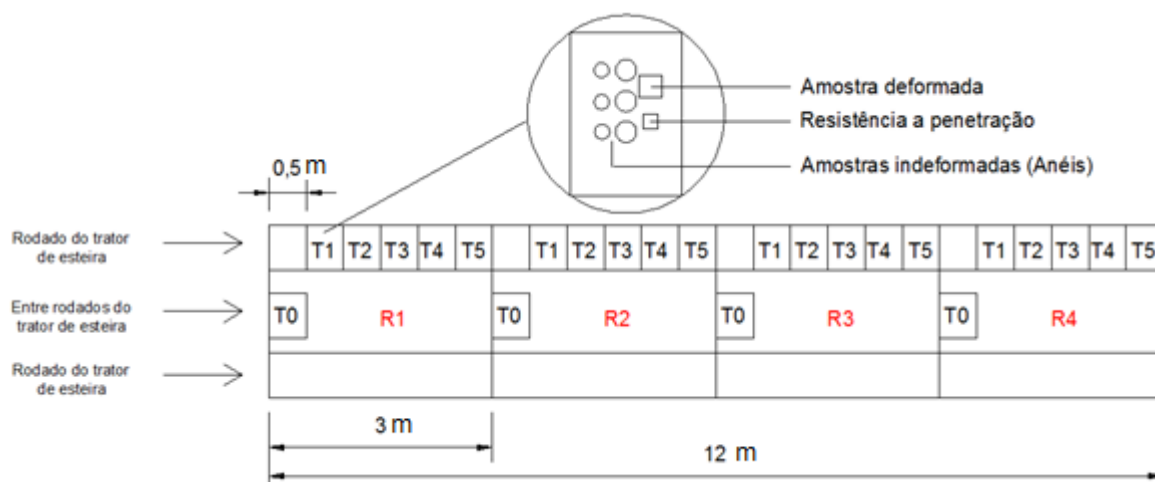 Amostra deformada
Resistência a penetração
Amostras indeformadas (Anéis)
0,5 m
Rodado do trator
de esteira
T1 T2 T3 T4 T5 T1 T2 T3 T4 T5 T1 T2 T3 T4 T5 T1 T2 T3 T4 T5
Entre rodados do
trator de esteira
T0 R1 T0 R2 T0 R3 T0 R4
Rodado do trator
de esteira
3 m
12 m